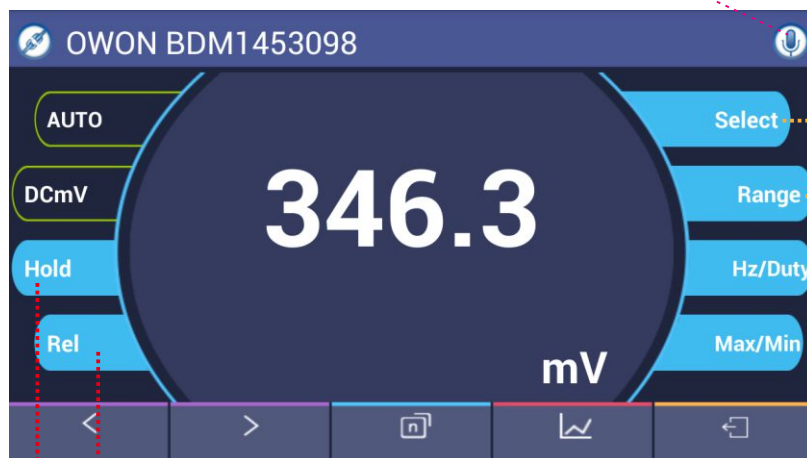 OWON BDM1453098
AUTO
Select
DCmV
346.3
Range
Hold
Hz/Duty
Rel
mV
Max/Min
n